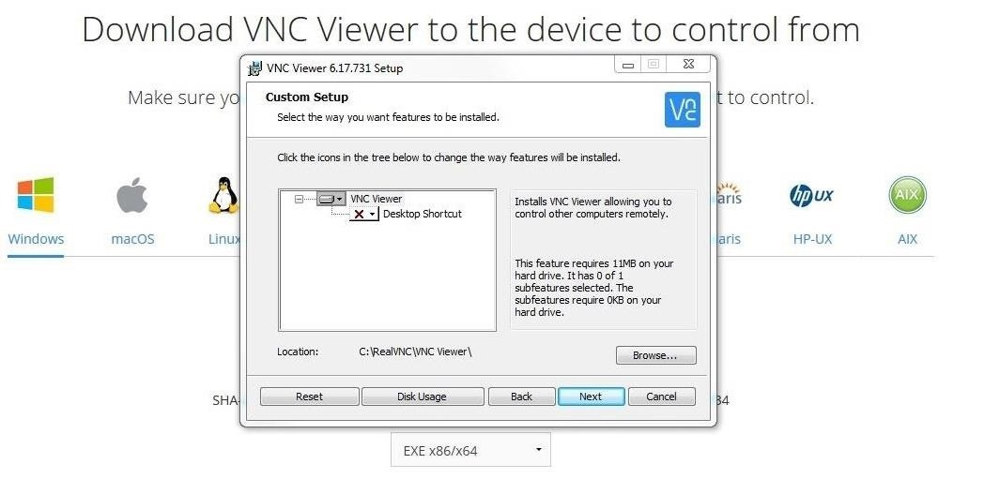 Download VNC Viewer to the device to control from
VNC Viewer 6.17.731 Setup
Make sure yo
t to control.
Custom Setup
Select the way you want features to be installed.
Click the icons in the tree below to change the way features will be installed.
VNC Viewer
Desktop Shortcut
Installs VNC Viewer allowing you to
control other computers remotely.
This feature requires 11MB on your
hard drive. It has 0 of 1
subfeatures selected. The
subfeatures require 0KB on your
hard drive.
Location: C:\RealVNC\VNC Viewer\
Browse...
Reset Disk Usage Back Next Cancel
aris
hp UX
AIX
Windows macOS Linux aris HP-UX AIX
SHA-
34
EXE x86/x64